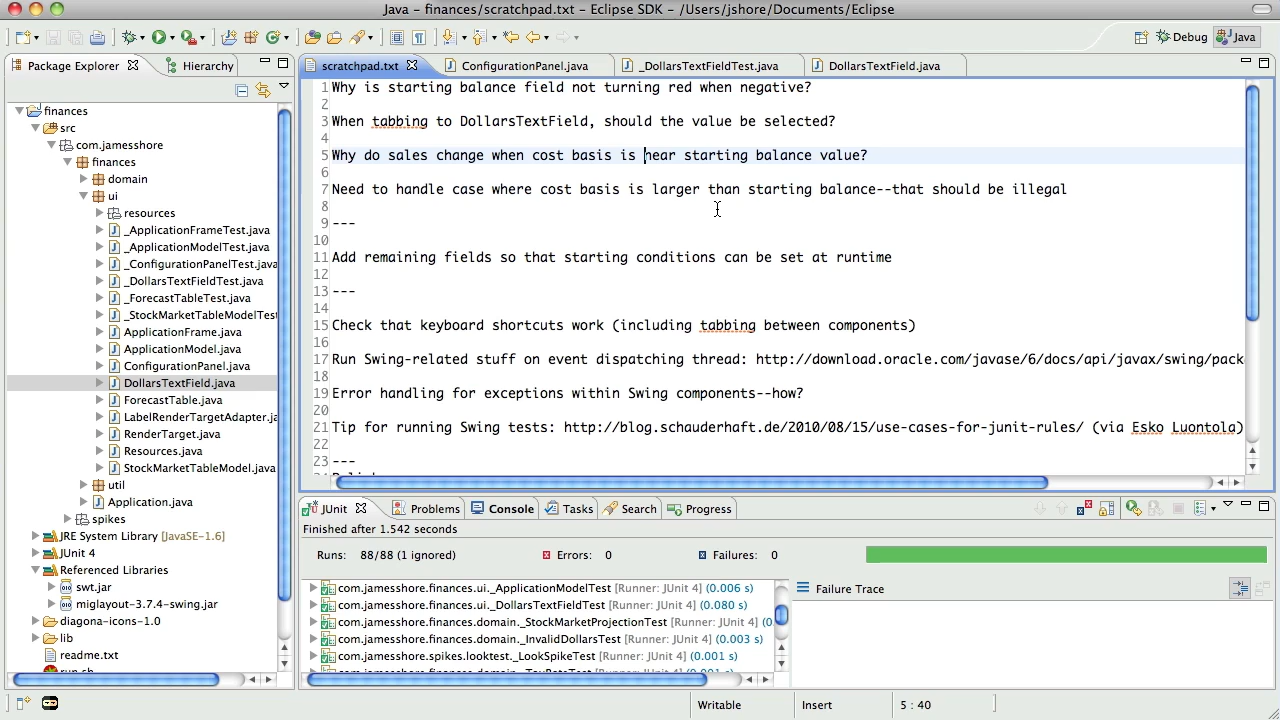 Java – finances/scratchpad.txt – Eclipse SDK – /Users/jshore/Documents/Eclipse
Debug
Java
Package Explorer
Hierarchy
finances
src
com.jamesshore
finances
domain
ui
resources
_ApplicationFrameTest.java
_ApplicationModelTest.java
_ConfigurationPanelTest.java
_DollarsTextFieldTest.java
_ForecastTableTest.java
_StockMarketTableModelTest
ApplicationFrame.java
ApplicationModel.java
ConfigurationPanel.java
DollarsTextField.java
ForecastTable.java
LabelRenderTargetAdapter.ja
RenderTarget.java
Resources.java
StockMarketTableModel.java
util
Application.java
spikes
JRE System Library [JavaSE-1.6]
JUnit 4
Referenced Libraries
swt.jar
miglayout-3.7.4-swing.jar
diagona-icons-1.0
lib
readme.txt
run.sh
scratchpad.txt
ConfigurationPanel.java
_DollarsTextFieldTest.java
DollarsTextField.java
1 Why is starting balance field not turning red when negative?
2
3 When tabbing to DollarsTextField, should the value be selected?
4
5 Why do sales change when cost basis is near starting balance value?
6
7 Need to handle case where cost basis is larger than starting balance--that should be illegal
8
9 ---
10
11 Add remaining fields so that starting conditions can be set at runtime
12
13 ---
14
15 Check that keyboard shortcuts work (including tabbing between components)
16
17 Run Swing-related stuff on event dispatching thread: http://download.oracle.com/javase/6/docs/api/javax/swing/pack
18
19 Error handling for exceptions within Swing components--how?
20
21 Tip for running Swing tests: http://blog.schauderhaft.de/2010/08/15/use-cases-for-junit-rules/ (via Esko Luontola)
22
23 ---
JUnit
Problems
Console
Tasks
Search
Progress
Finished after 1.542 seconds
Runs: 88/88 (1 ignored)
Errors: 0
Failures: 0
com.jamesshore.finances.ui._ApplicationModelTest [Runner: JUnit 4] (0.006 s)
com.jamesshore.finances.ui._DollarsTextFieldTest [Runner: JUnit 4] (0.080 s)
com.jamesshore.finances.domain._StockMarketProjectionTest [Runner: JUnit 4] (0.
com.jamesshore.finances.domain._InvalidDollarsTest [Runner: JUnit 4] (0.003 s)
com.jamesshore.spikes.looktest._LookSpikeTest [Runner: JUnit 4] (0.001 s)
Failure Trace
Writable
Insert
5 : 40